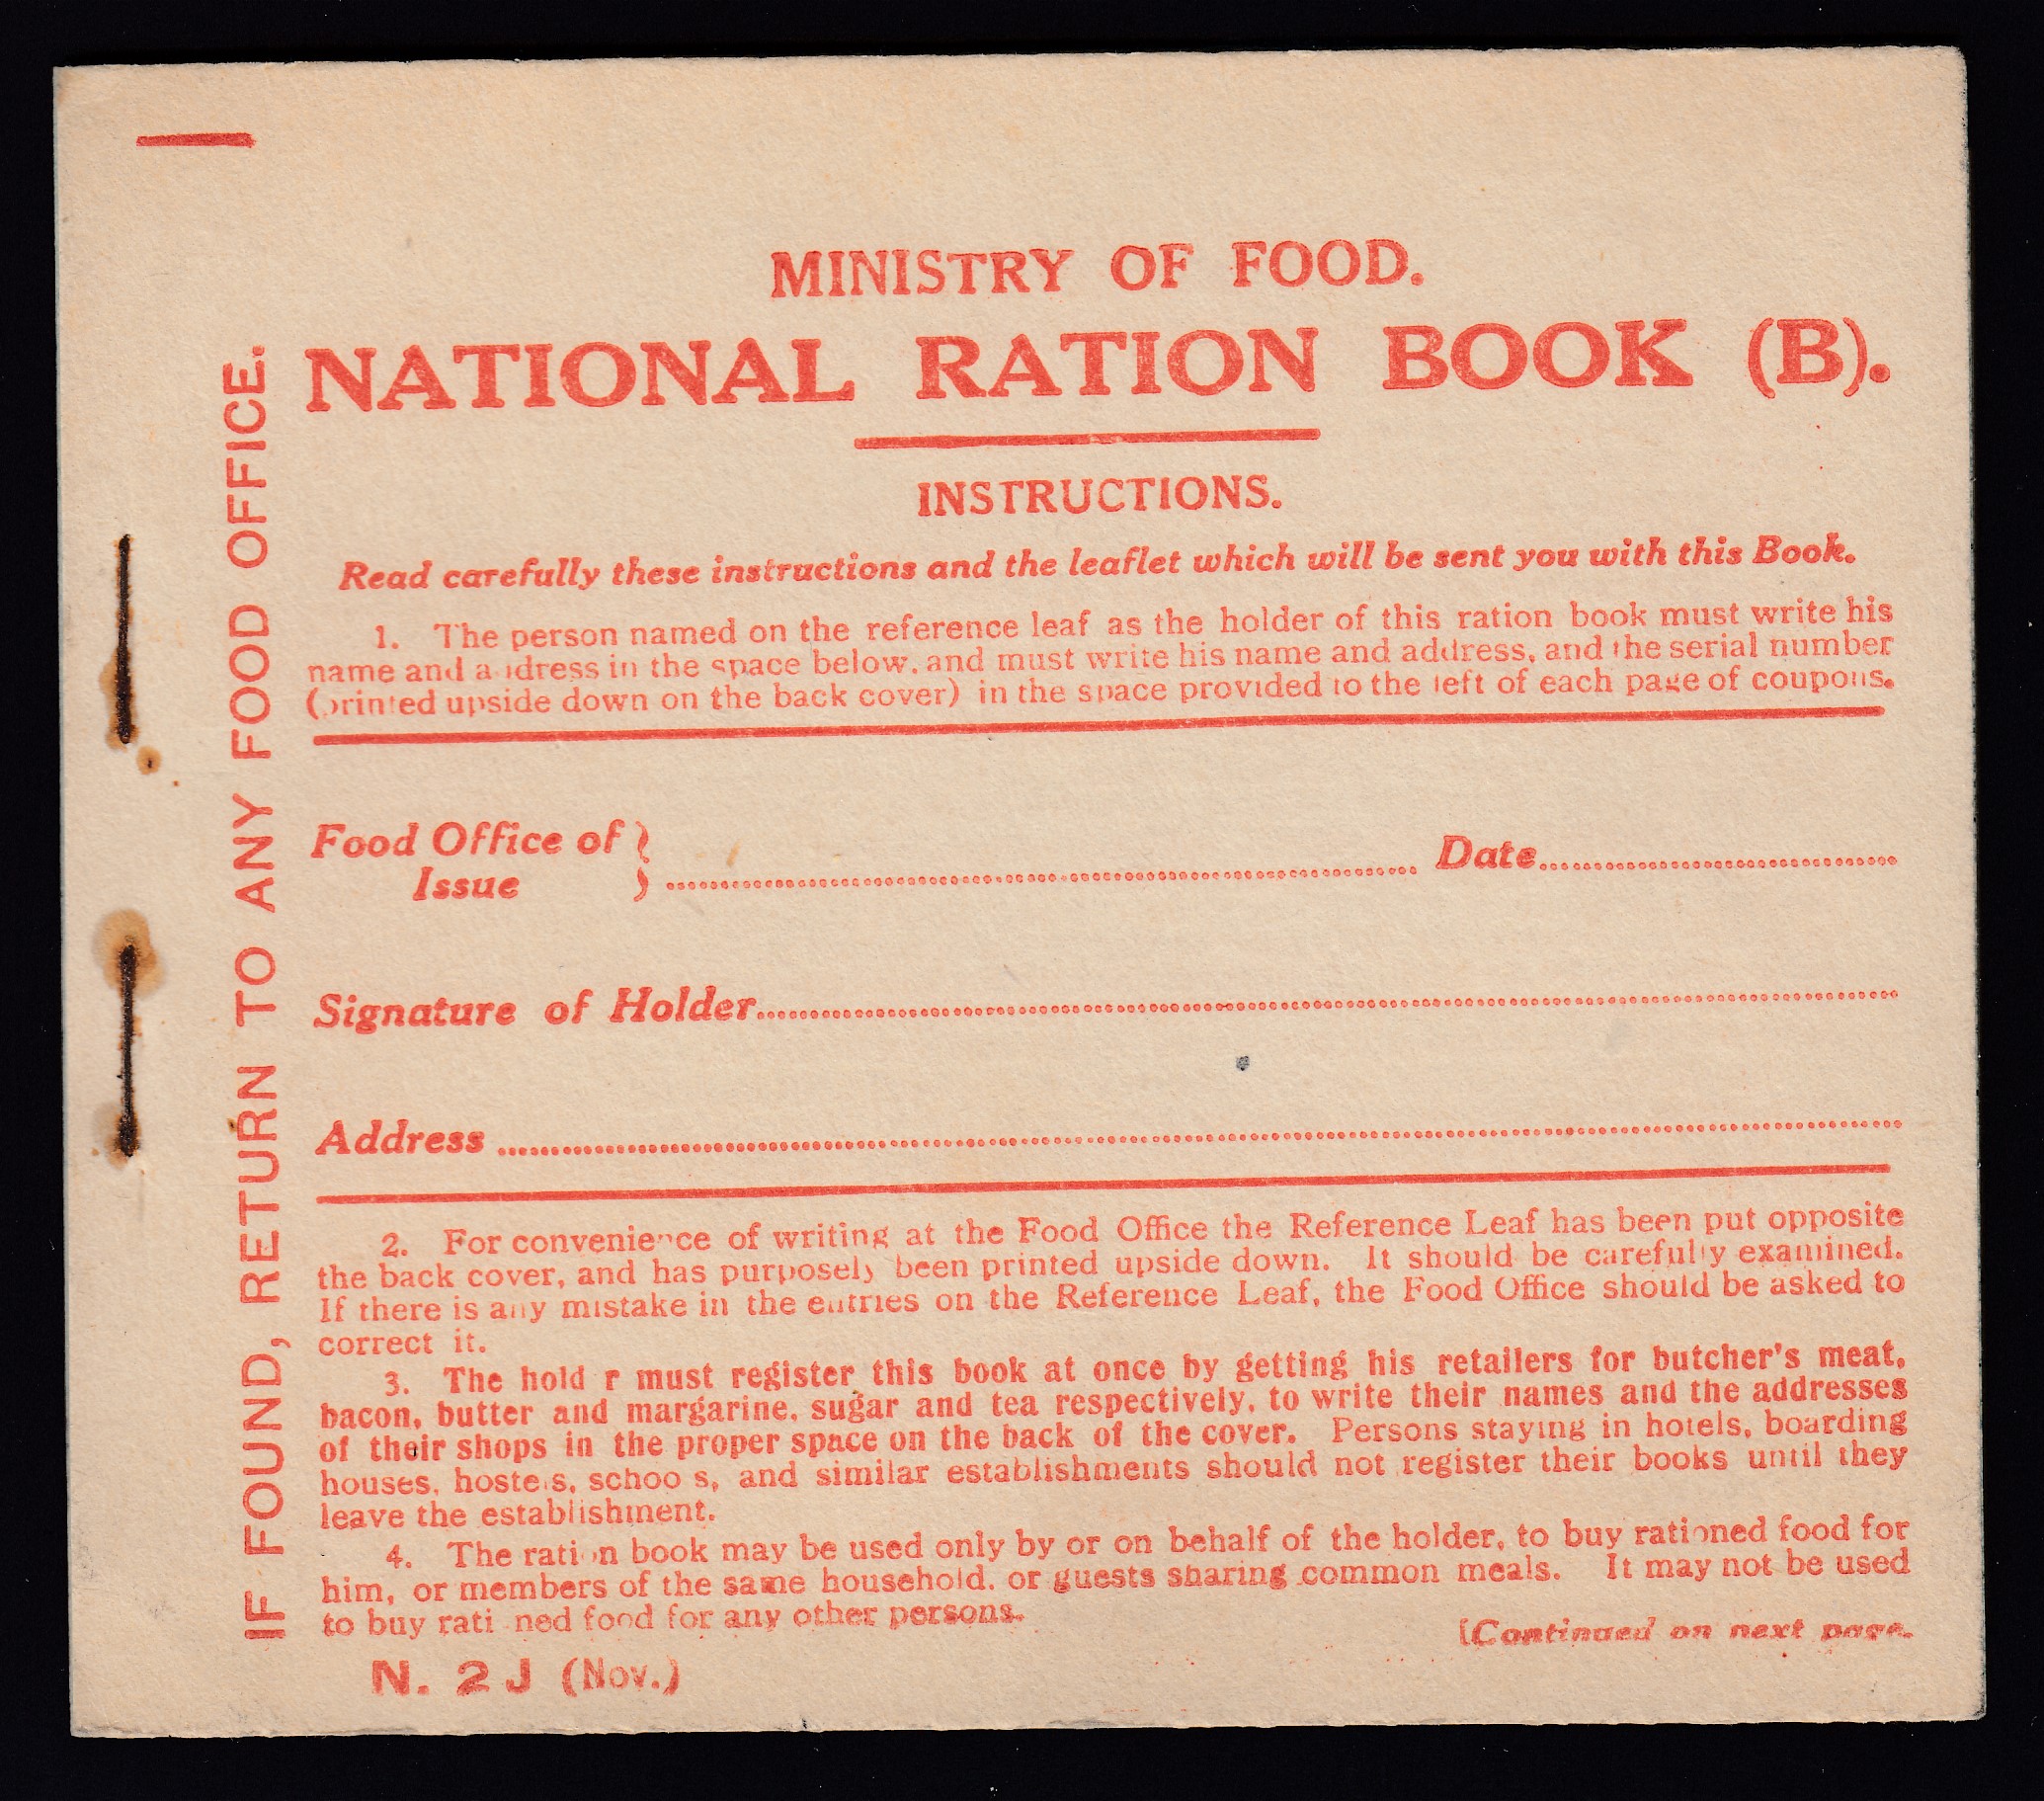 MINISTRY OF FOOD.
NATIONAL RATION BOOK (B).
INSTRUCTIONS.
Read carefully these instructions and the leaflet which will be sent you with this Book.
1. The person named on the reference leaf as the holder of this ration book must write his
name and address in the space below, and must write his name and address, and the serial number
(printed upside down on the back cover) in the space provided to the left of each page of coupons.
Food Office of
Issue
Date
Signature of Holder
Address
2. For convenience of writing at the Food Office the Reference Leaf has been put opposite
the back cover, and has purposely been printed upside down. It should be carefully examined.
If there is any mistake in the entries on the Reference Leaf, the Food Office should be asked to
correct it.
3. The hold r must register this book at once by getting his retailers for butcher's meat,
bacon, butter and margarine, sugar and tea respectively, to write their names and the addresses
of their shops in the proper space on the back of the cover. Persons staying in hotels, boarding
houses, hostels, schoo s, and similar establishments should not register their books until they
leave the establishment.
4. The ration book may be used only by or on behalf of the holder, to buy rationed food for
him, or members of the same household, or guests sharing common meals. It may not be used
to buy rati ned food for any other persons.
[Continued on next page.
N. 2 J (Nov.)
IF FOUND, RETURN TO ANY FOOD OFFICE.